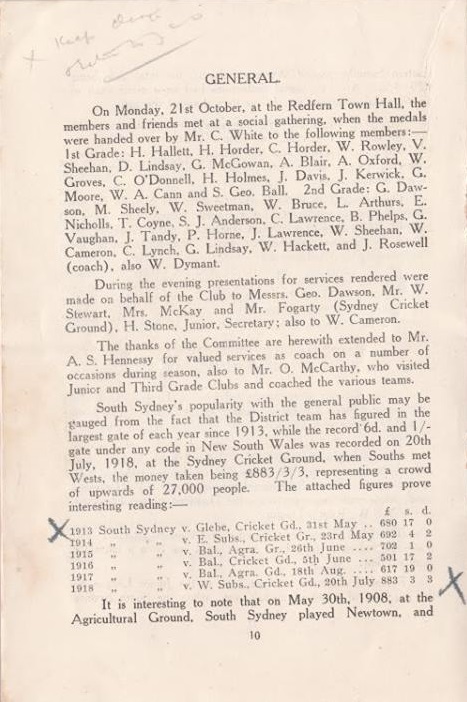 x Keep
GENERAL.
On Monday, 21st October, at the Redfern Town Hall, the
members and friends met at a social gathering, when the medals
were handed over by Mr. C. White to the following members:—
1st Grade: H. Hallett, H. Horder, C. Horder, W. Rowley, V.
Sheehan, D. Lindsay, G. McGowan, A. Blair, A. Oxford, W.
Groves, C. O'Donnell, H. Holmes, J. Davis, J. Kerwick, G.
Moore, W. A. Cann and S. Geo. Ball. 2nd Grade: G. Daw-
son, M. Sheely, W. Sweetman, W. Bruce, L. Arthurs, E.
Nicholls, T. Coyne, S. J. Anderson, C. Lawrence, B. Phelps, G.
Vaughan, J. Tandy, P. Horne, J. Lawrence, W. Sheehan, W.
Cameron, C. Lynch, G. Lindsay, W. Hackett, and J. Rosewell
(coach), also W. Dymant.
During the evening presentations for services rendered were
made on behalf of the Club to Messrs. Geo. Dawson, Mr. W.
Stewart, Mrs. McKay and Mr. Fogarty (Sydney Cricket
Ground), H. Stone, Junior, Secretary; also to W. Cameron.
The thanks of the Committee are herewith extended to Mr.
A. S. Hennessy for valued services as coach on a number of
occasions during season, also to Mr. O. McCarthy, who visited
Junior and Third Grade Clubs and coached the various teams.
South Sydney's popularity with the general public may be
gauged from the fact that the District team has figured in the
largest gate of each year since 1913, while the record 6d. and 1/-
gate under any code in New South Wales was recorded on 20th
July, 1918, at the Sydney Cricket Ground, when Souths met
Wests, the money taken being £883/3/3, representing a crowd
of upwards of 27,000 people. The attached figures prove
interesting reading:—
£ s. d.
x 1913 South Sydney v. Glebe, Cricket Gd., 31st May .. 680 17 0
1914 " " " v. E. Subs., Cricket Gr., 23rd May 692 4 2
1915 " " " v. Bal., Agra. Gr., 26th June .... 702 1 0
1916 " " " v. Bal., Cricket Gd., 5th June ... 501 17 2
1917 " " " v. Bal., Agra. Gd., 18th Aug. .... 617 19 0
1918 " " " v. W. Subs., Cricket Gd., 20th July 883 3 3 x
It is interesting to note that on May 30th, 1908, at the
Agricultural Ground, South Sydney played Newtown, and
10